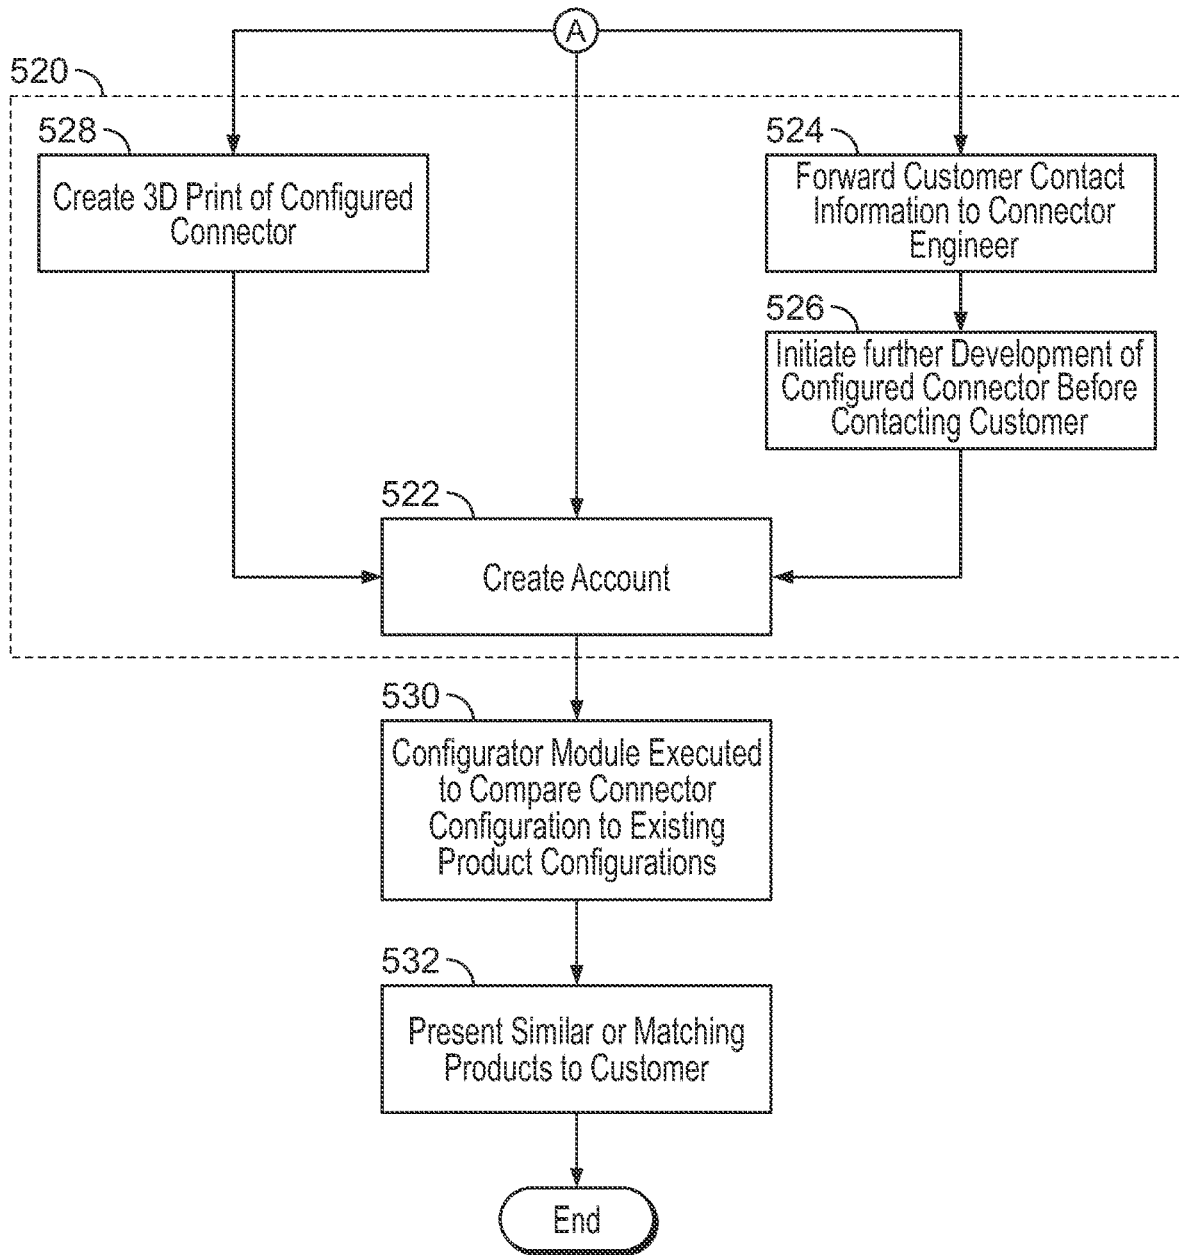 A
520
528
Create 3D Print of Configured
Connector
524
Forward Customer Contact
Information to Connector
Engineer
526
Initiate further Development of
Configured Connector Before
Contacting Customer
522
Create Account
530
Configurator Module Executed
to Compare Connector
Configuration to Existing
Product Configurations
532
Present Similar or Matching
Products to Customer
End